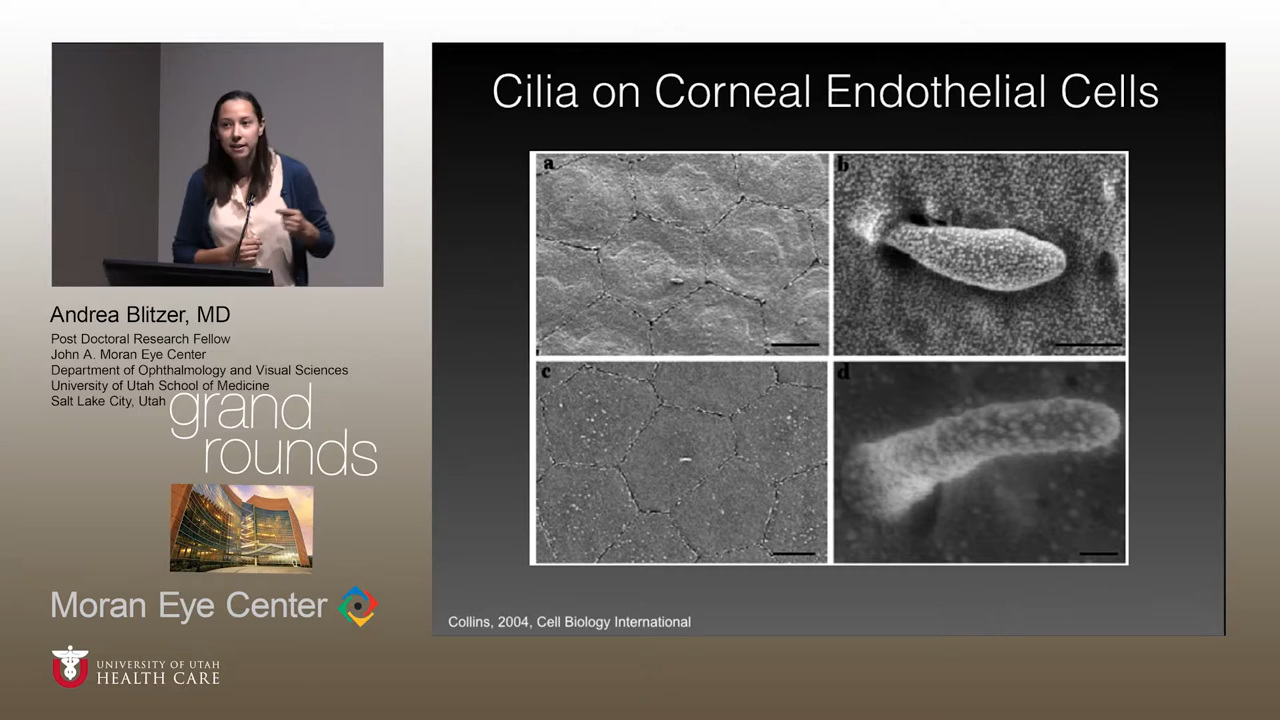 Cilia on Corneal Endothelial Cells
a
b
c
d
Collins, 2004, Cell Biology International
Andrea Blitzer, MD
Post Doctoral Research Fellow
John A. Moran Eye Center
Department of Ophthalmology and Visual Sciences
University of Utah School of Medicine
Salt Lake City, Utah
grand
rounds
Moran Eye Center
UNIVERSITY OF UTAH
HEALTH CARE